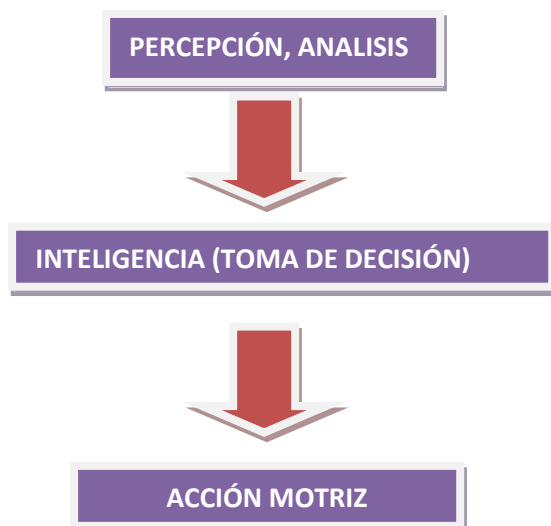 PERCEPCIÓN, ANALISIS
INTELIGENCIA (TOMA DE DECISIÓN)
ACCIÓN MOTRIZ